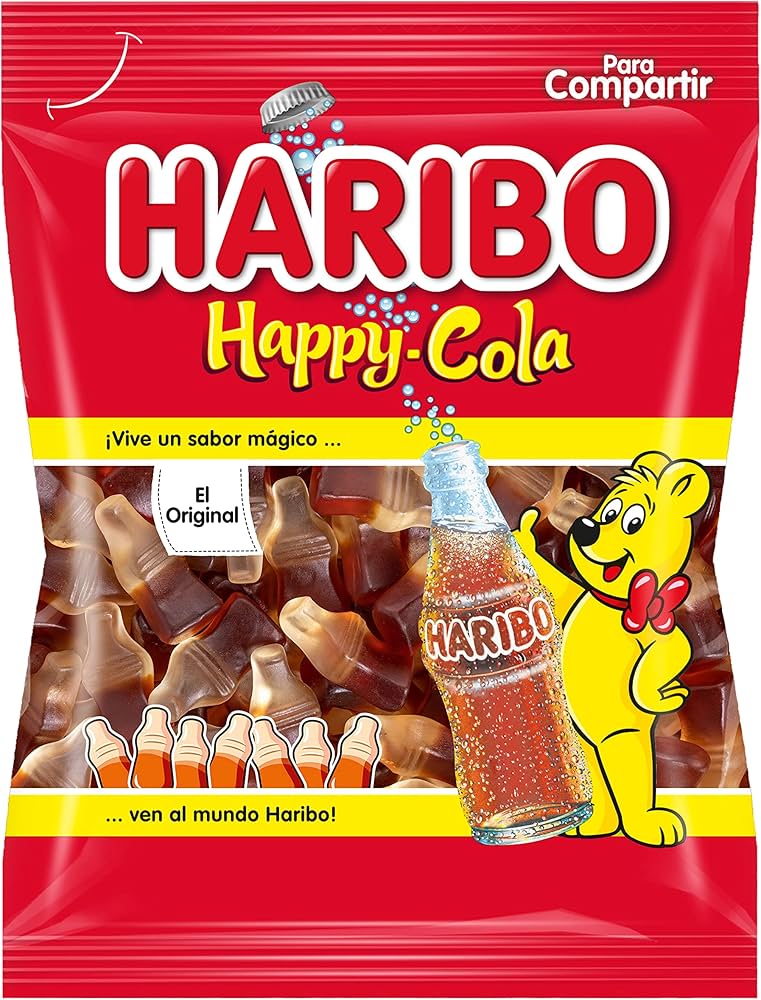 Para
Compartir
HARIBO
Happy-Cola
¡Vive un sabor mágico ...
El
Original
HARIBO
... ven al mundo Haribo!